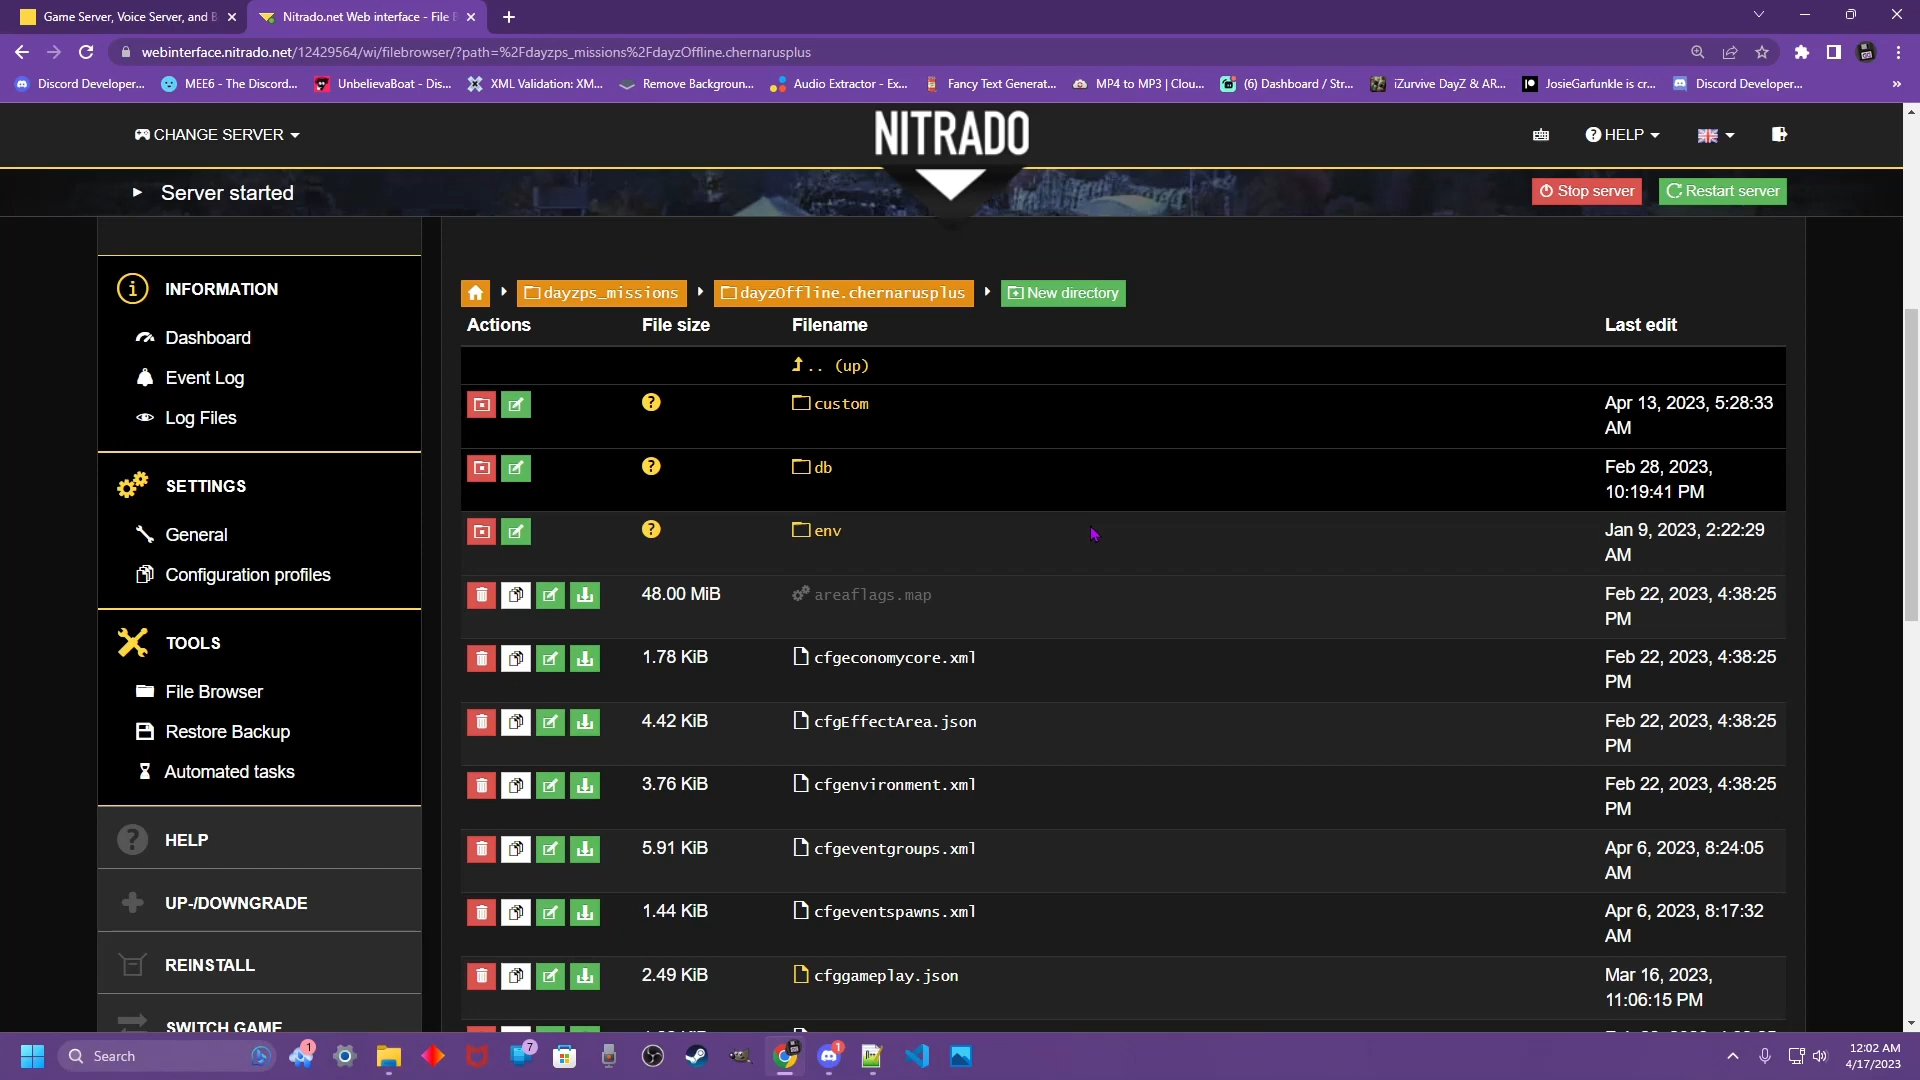 Game Server, Voice Server, and B
Nitrado.net Web interface - File B
webinterface.nitrado.net/12429564/wi/filebrowser/?path=%2Fdayzps_missions%2FdayzOffline.chernarusplus
Discord Developer...
MEE6 - The Discord...
UnbelievaBoat - Dis...
XML Validation: XM...
Remove Backgroun...
Audio Extractor - Ex...
Fancy Text Generat...
MP4 to MP3 | Clou...
(6) Dashboard / Str...
iZurvive DayZ & AR...
JosieGarfunkle is cr...
Discord Developer...
»
CHANGE SERVER
NITRADO
HELP
Server started
Stop server
Restart server
INFORMATION
Dashboard
Event Log
Log Files
SETTINGS
General
Configuration profiles
TOOLS
File Browser
Restore Backup
Automated tasks
HELP
UP-/DOWNGRADE
REINSTALL
SWITCH GAME
dayzps_missions
dayzOffline.chernarusplus
New directory
Actions File size Filename Last edit
.. (up)
custom Apr 13, 2023, 5:28:33
AM
db Feb 28, 2023,
10:19:41 PM
env Jan 9, 2023, 2:22:29
AM
48.00 MiB areaflags.map Feb 22, 2023, 4:38:25
PM
1.78 KiB cfgeconomycore.xml Feb 22, 2023, 4:38:25
PM
4.42 KiB cfgEffectArea.json Feb 22, 2023, 4:38:25
PM
3.76 KiB cfgenvironment.xml Feb 22, 2023, 4:38:25
PM
5.91 KiB cfgeventgroups.xml Apr 6, 2023, 8:24:05
AM
1.44 KiB cfgeventspawns.xml Apr 6, 2023, 8:17:32
AM
2.49 KiB cfggameplay.json Mar 16, 2023,
11:06:15 PM
Search
1
7
1
12:02 AM
4/17/2023